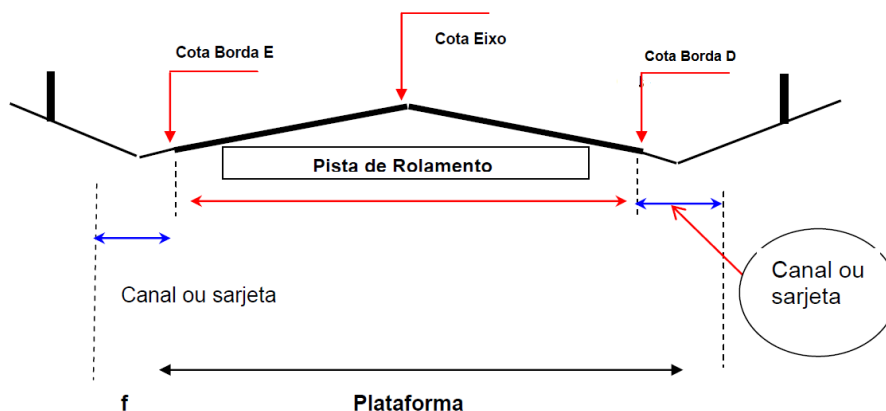 Cota Eixo
Cota Borda E
Cota Borda D
Pista de Rolamento
Canal ou
sarjeta
Canal ou sarjeta
f
Plataforma